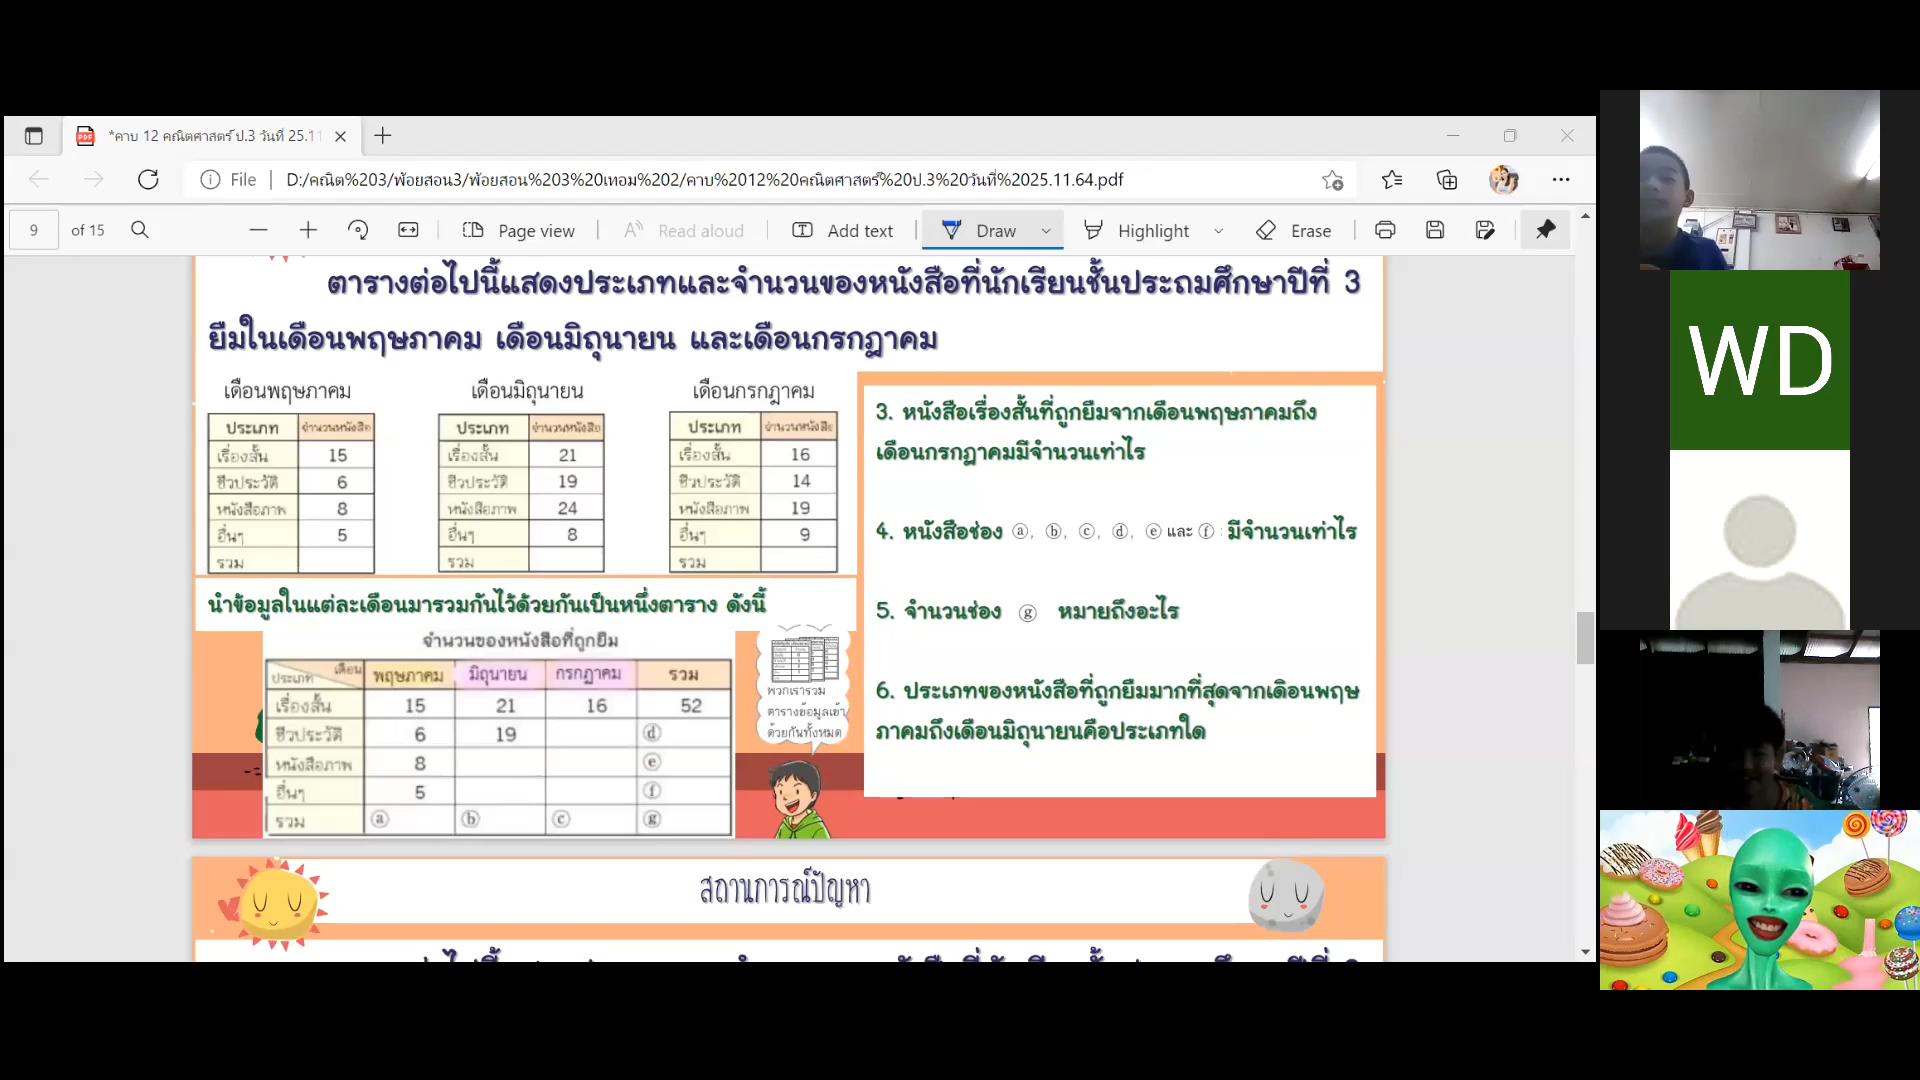 *คาบ 12 คณิตศาสตร์ ป.3 วันที่ 25.11
File
D:/คณิต%203/พ้อยสอน3/พ้อยสอน%203%20เทอม%202/คาบ%2012%20คณิตศาสตร์%20ป.3%20วันที่%2025.11.64.pdf
9 of 15
Page view
Read aloud
Add text
Draw
Highlight
Erase
ตารางต่อไปนี้แสดงประเภทและจำนวนของหนังสือที่นักเรียนชั้นประถมศึกษาปีที่ 3
ยืมในเดือนพฤษภาคม เดือนมิถุนายน และเดือนกรกฎาคม
เดือนพฤษภาคม
ประเภท จำนวนหนังสือ
เรื่องสั้น 15
ชีวประวัติ 6
หนังสือภาพ 8
อื่นๆ 5
รวม
เดือนมิถุนายน
ประเภท จำนวนหนังสือ
เรื่องสั้น 21
ชีวประวัติ 19
หนังสือภาพ 24
อื่นๆ 8
รวม
เดือนกรกฎาคม
ประเภท จำนวนหนังสือ
เรื่องสั้น 16
ชีวประวัติ 14
หนังสือภาพ 19
อื่นๆ 9
รวม
นำข้อมูลในแต่ละเดือนมารวมกันไว้ด้วยกันเป็นหนึ่งตาราง ดังนี้
จำนวนของหนังสือที่ถูกยืม
เดือน
ประเภท พฤษภาคม มิถุนายน กรกฎาคม รวม
เรื่องสั้น 15 21 16 52
ชีวประวัติ 6 19 ⓓ
หนังสือภาพ 8 ⓔ
อื่นๆ 5 ⓕ
รวม ⓐ ⓑ ⓒ ⓖ
พวกเรารวม
ตารางข้อมูลเข้า
ด้วยกันทั้งหมด
3. หนังสือเรื่องสั้นที่ถูกยืมจากเดือนพฤษภาคมถึง
เดือนกรกฎาคมมีจำนวนเท่าไร
4. หนังสือช่อง ⓐ, ⓑ, ⓒ, ⓓ, ⓔ และ ⓕ มีจำนวนเท่าไร
5. จำนวนช่อง ⓖ หมายถึงอะไร
6. ประเภทของหนังสือที่ถูกยืมมากที่สุดจากเดือนพฤษ
ภาคมถึงเดือนมิถุนายนคือประเภทใด
สถานการณ์ปัญหา
WD